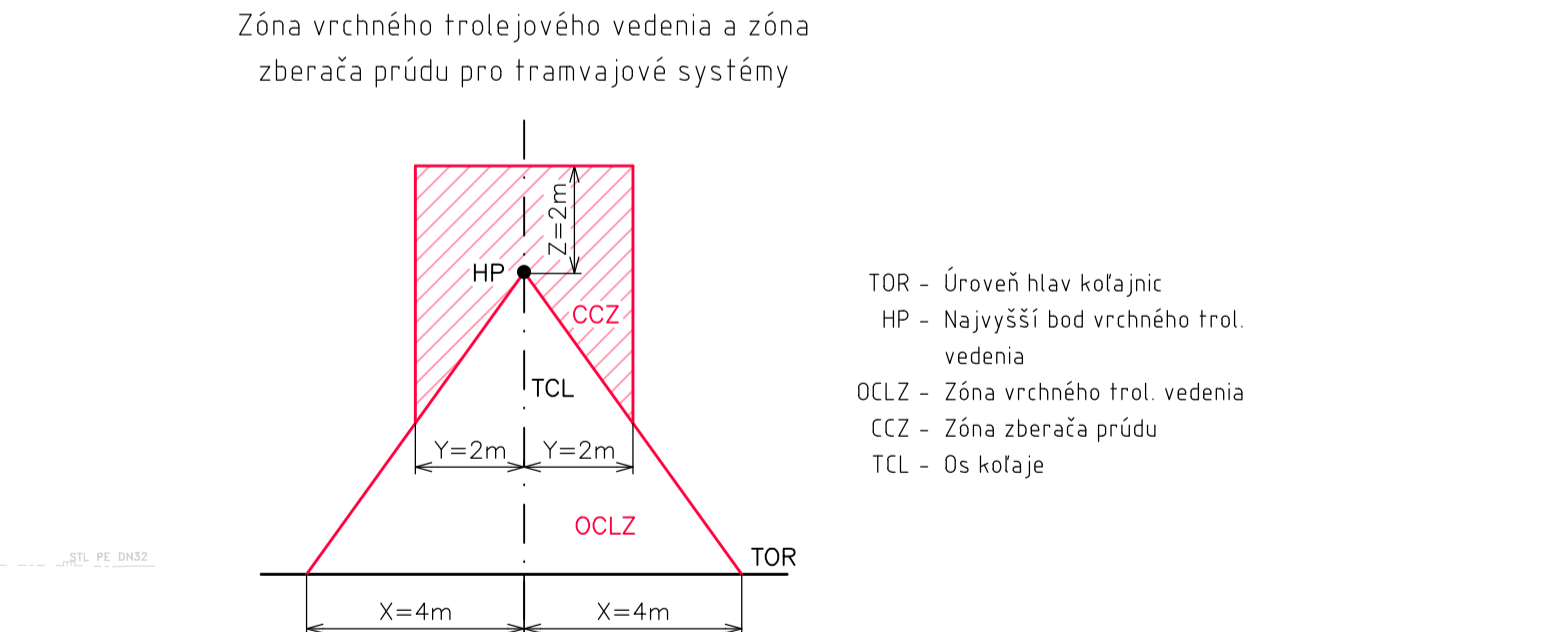 Zóna vrchného trolejového vedenia a zóna
zberača prúdu pro tramvajové systémy
Z=2m
HP
CCZ
TCL
Y=2m Y=2m
OCLZ
TOR
X=4m X=4m
TOR - Úroveň hlav koľajnic
HP - Najvyšší bod vrchného trol.
vedenia
OCLZ - Zóna vrchného trol. vedenia
CCZ - Zóna zberača prúdu
TCL - Os koľaje
STL PE DN32